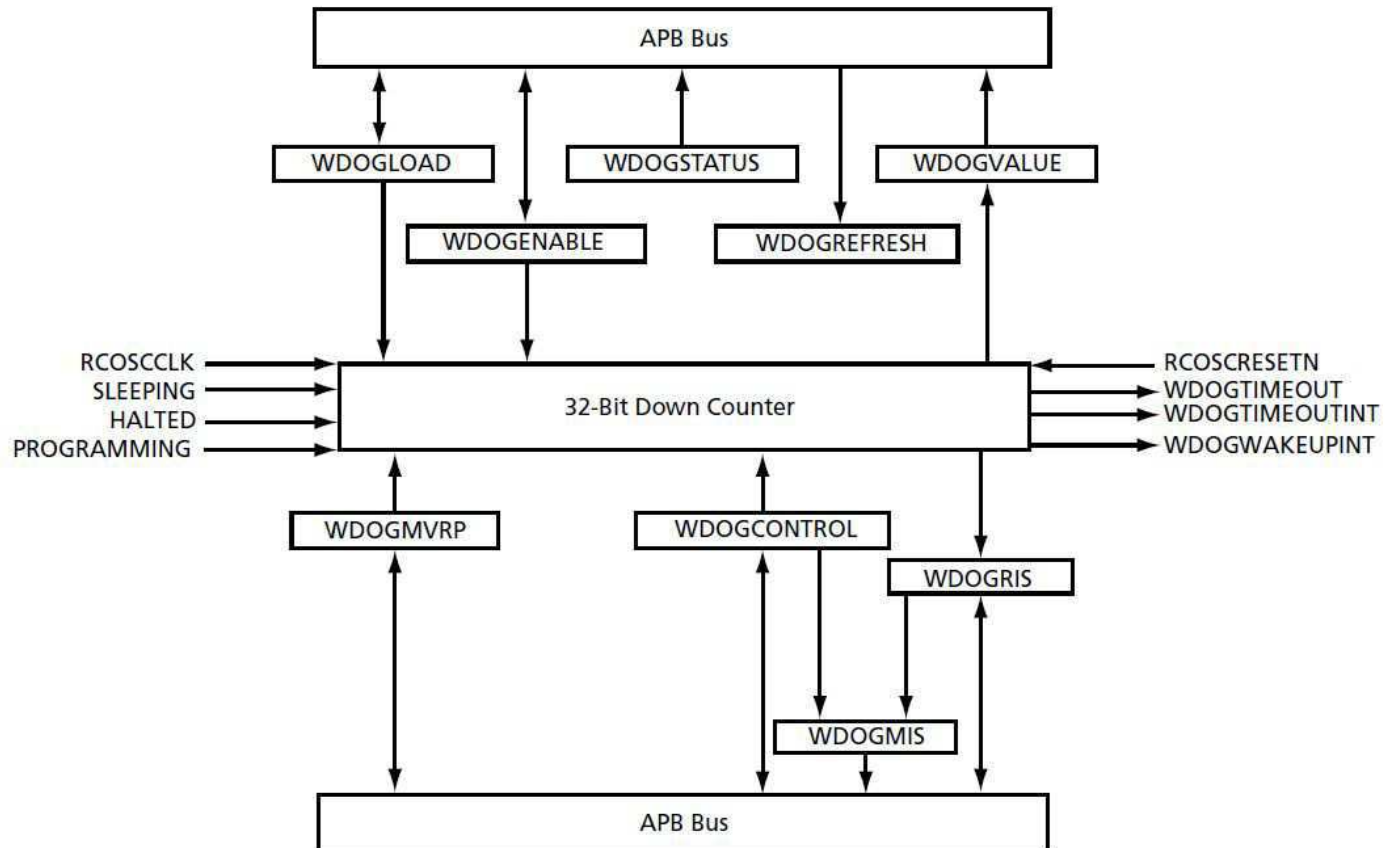 APB Bus
WDOGLOAD
WDOGSTATUS
WDOGVALUE
WDOGENABLE
WDOGREFRESH
RCOSCCLK
SLEEPING
HALTED
PROGRAMMING
32-Bit Down Counter
RCOSCRESETN
WDOGTIMEOUT
WDOGTIMEOUTINT
WDOGWAKEUPINT
WDOGMVRP
WDOGCONTROL
WDOGRIS
WDOGMIS
APB Bus